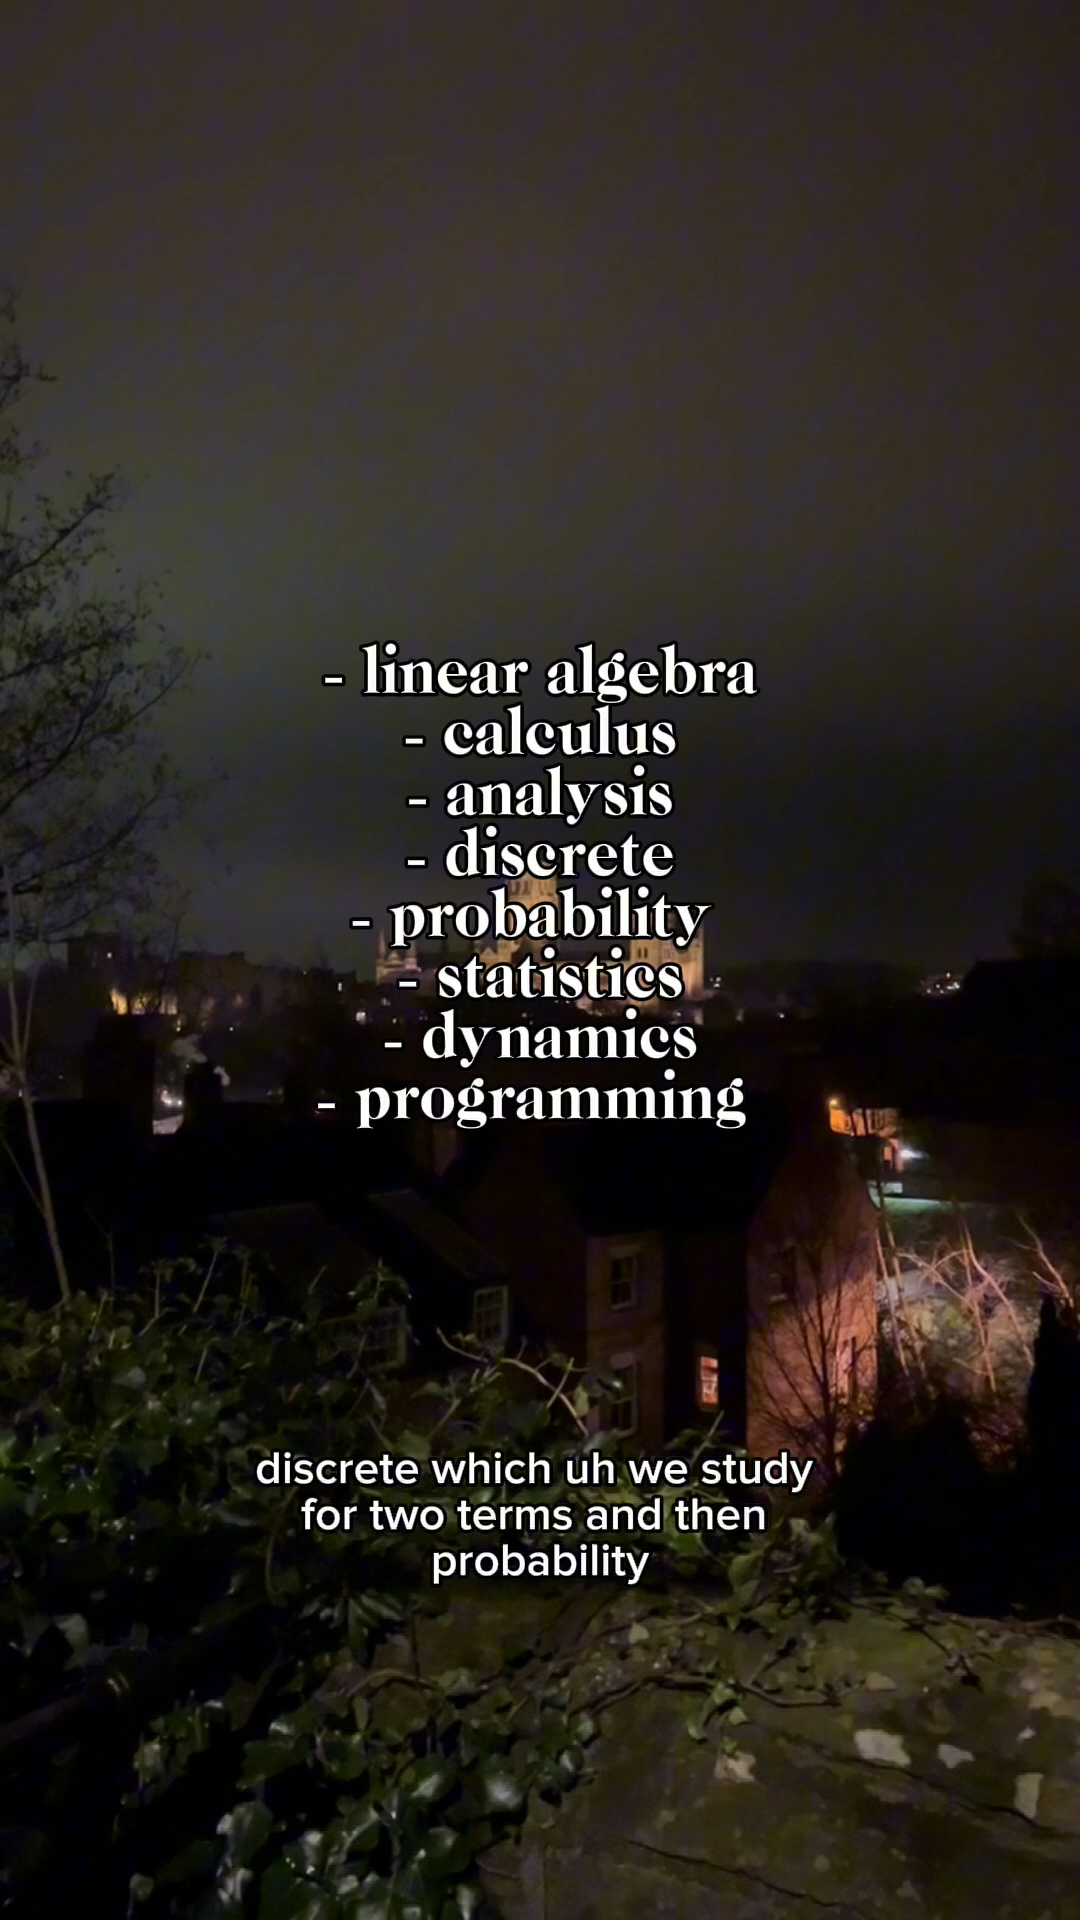 - linear algebra
- calculus
- analysis
- discrete
- probability
- statistics
- dynamics
- programming
discrete which uh we study
for two terms and then
probability